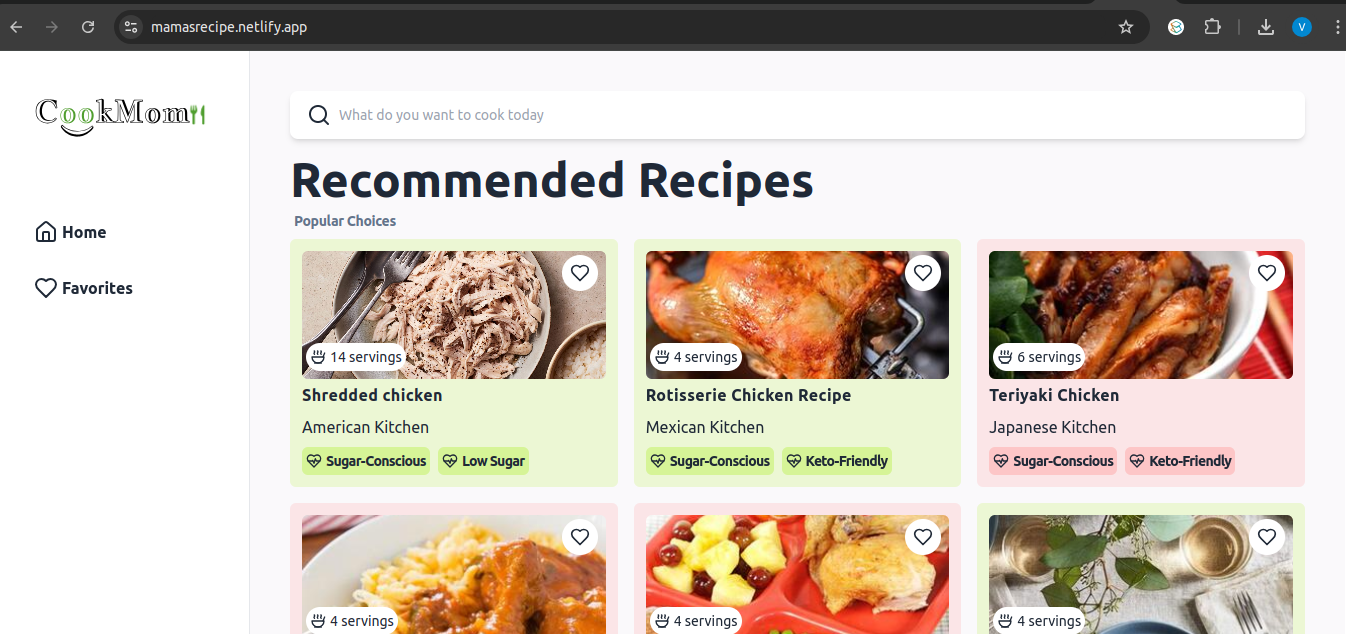 mamasrecipe.netlify.app
V
CookMom
What do you want to cook today
Home
Favorites
Recommended Recipes
Popular Choices
14 servings
Shredded chicken
American Kitchen
Sugar-Conscious
Low Sugar
4 servings
Rotisserie Chicken Recipe
Mexican Kitchen
Sugar-Conscious
Keto-Friendly
6 servings
Teriyaki Chicken
Japanese Kitchen
Sugar-Conscious
Keto-Friendly
4 servings
4 servings
4 servings